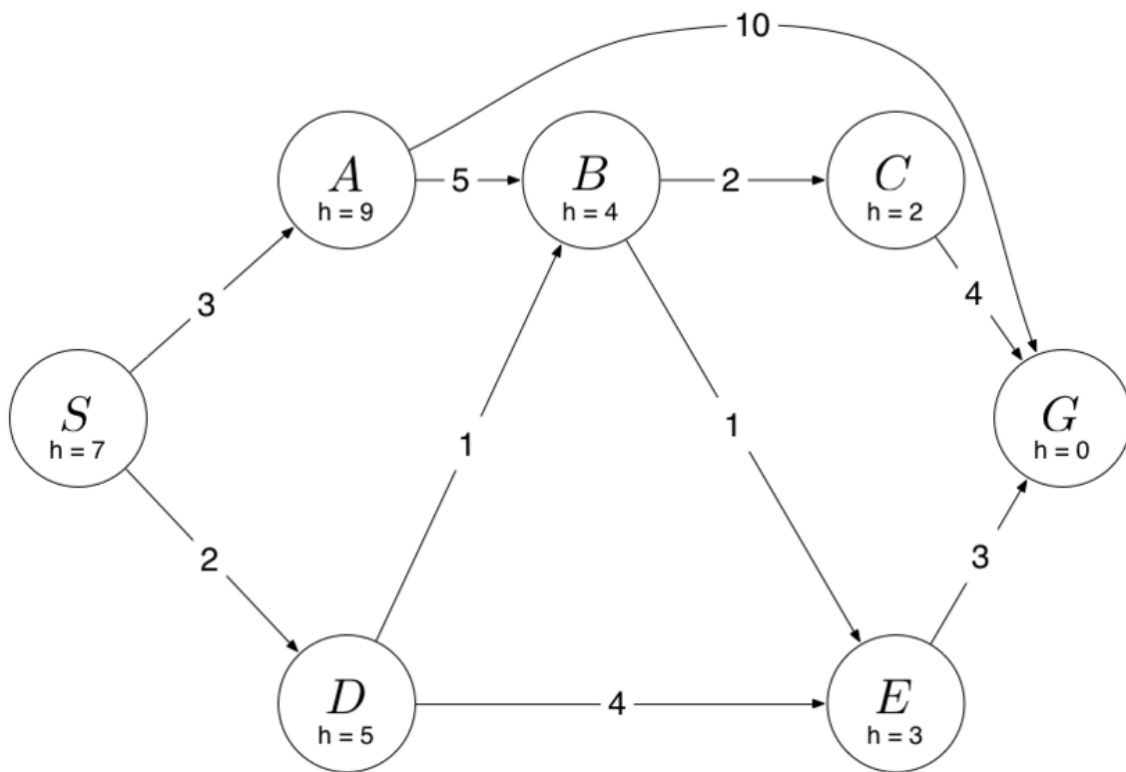 10
A
h = 9
5
B
h = 4
2
C
h = 2
3
4
S
h = 7
G
h = 0
1
1
2
3
D
h = 5
4
E
h = 3